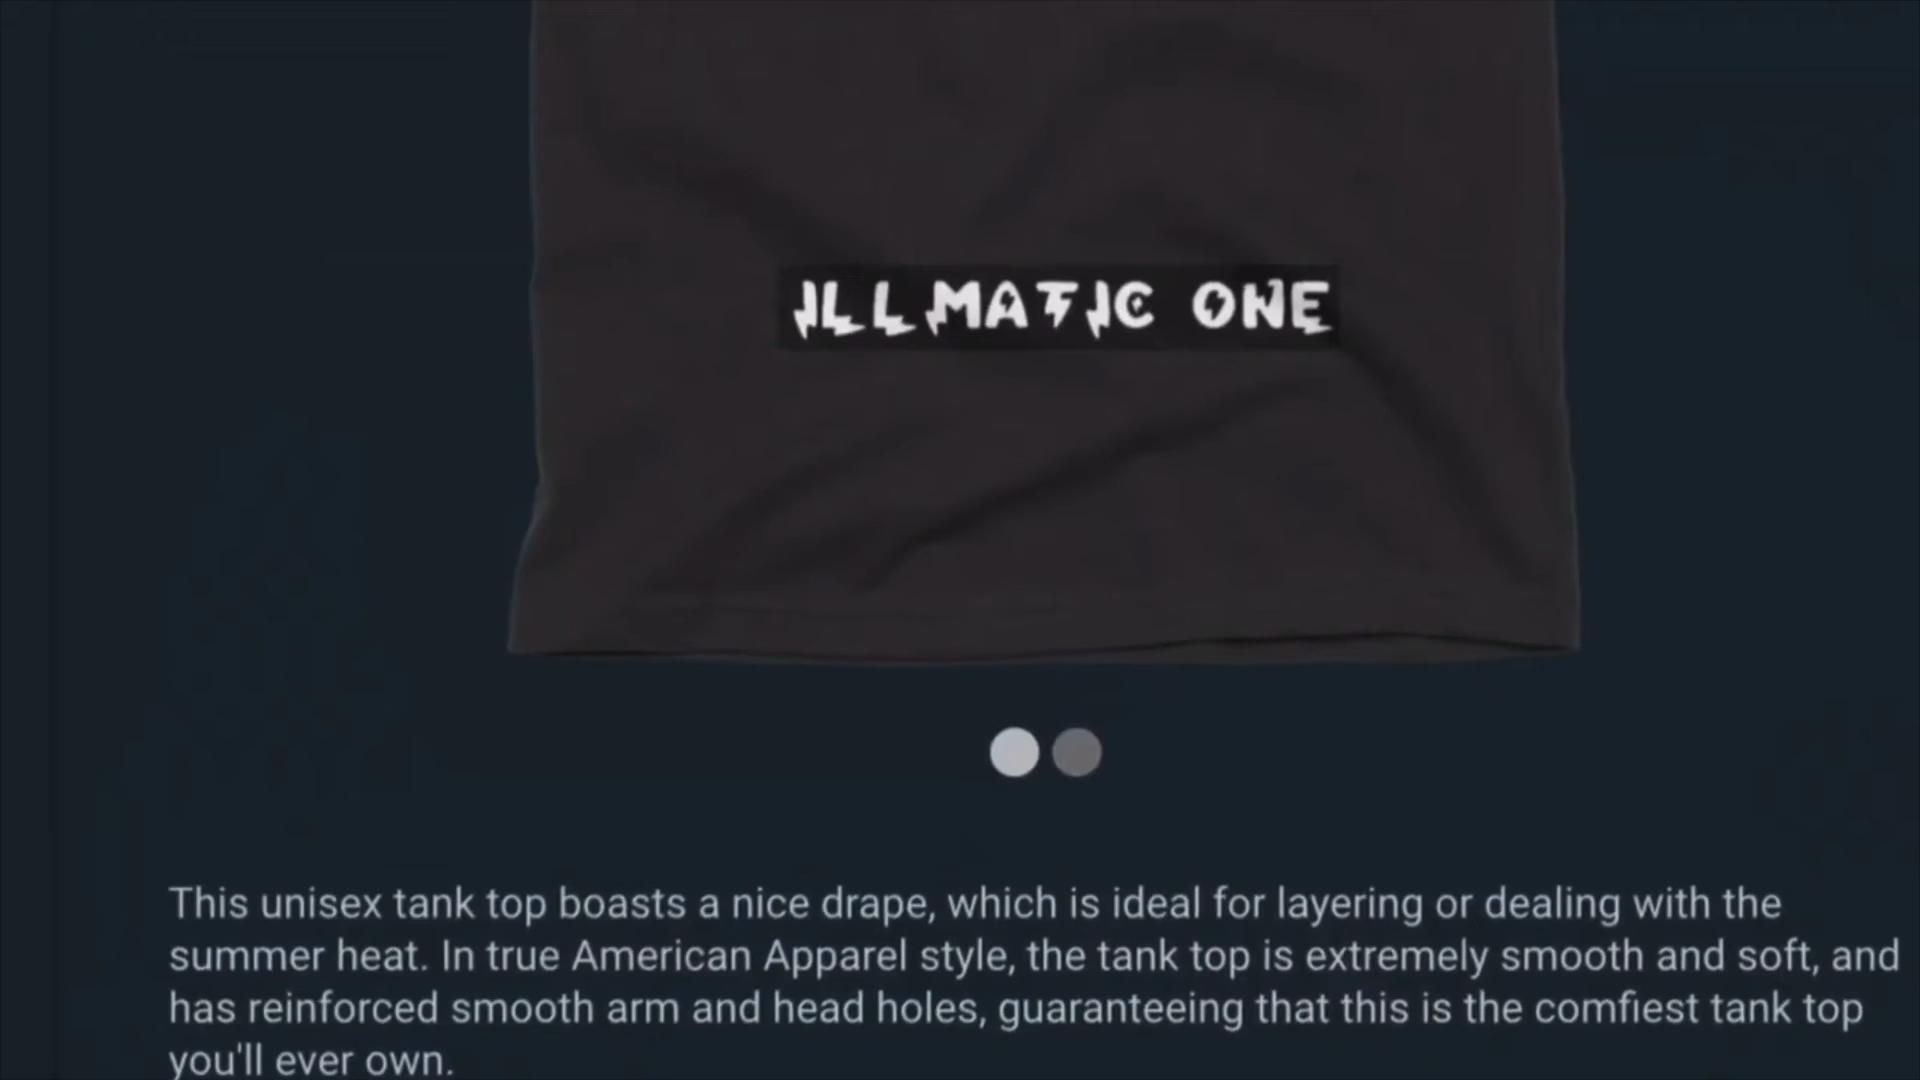 ILLMATIC ONE
This unisex tank top boasts a nice drape, which is ideal for layering or dealing with the
summer heat. In true American Apparel style, the tank top is extremely smooth and soft, and
has reinforced smooth arm and head holes, guaranteeing that this is the comfiest tank top
you'll ever own.